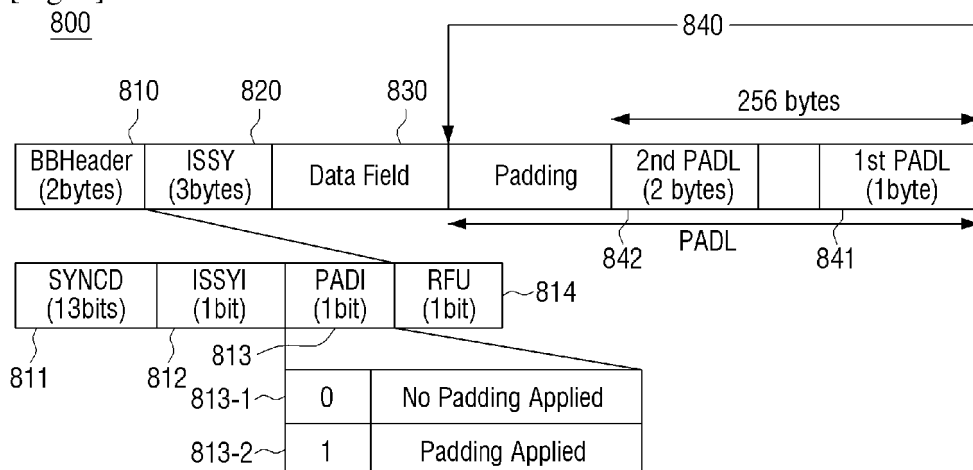 800
840
810
820
830
256 bytes
BBHeader
(2bytes)
ISSY
(3bytes)
Data Field
Padding
2nd PADL
(2 bytes)
1st PADL
(1byte)
PADL
842
841
SYNCD
(13bits)
ISSYI
(1bit)
PADI
(1bit)
RFU
(1bit)
814
811
812
813
813-1
0
No Padding Applied
813-2
1
Padding Applied